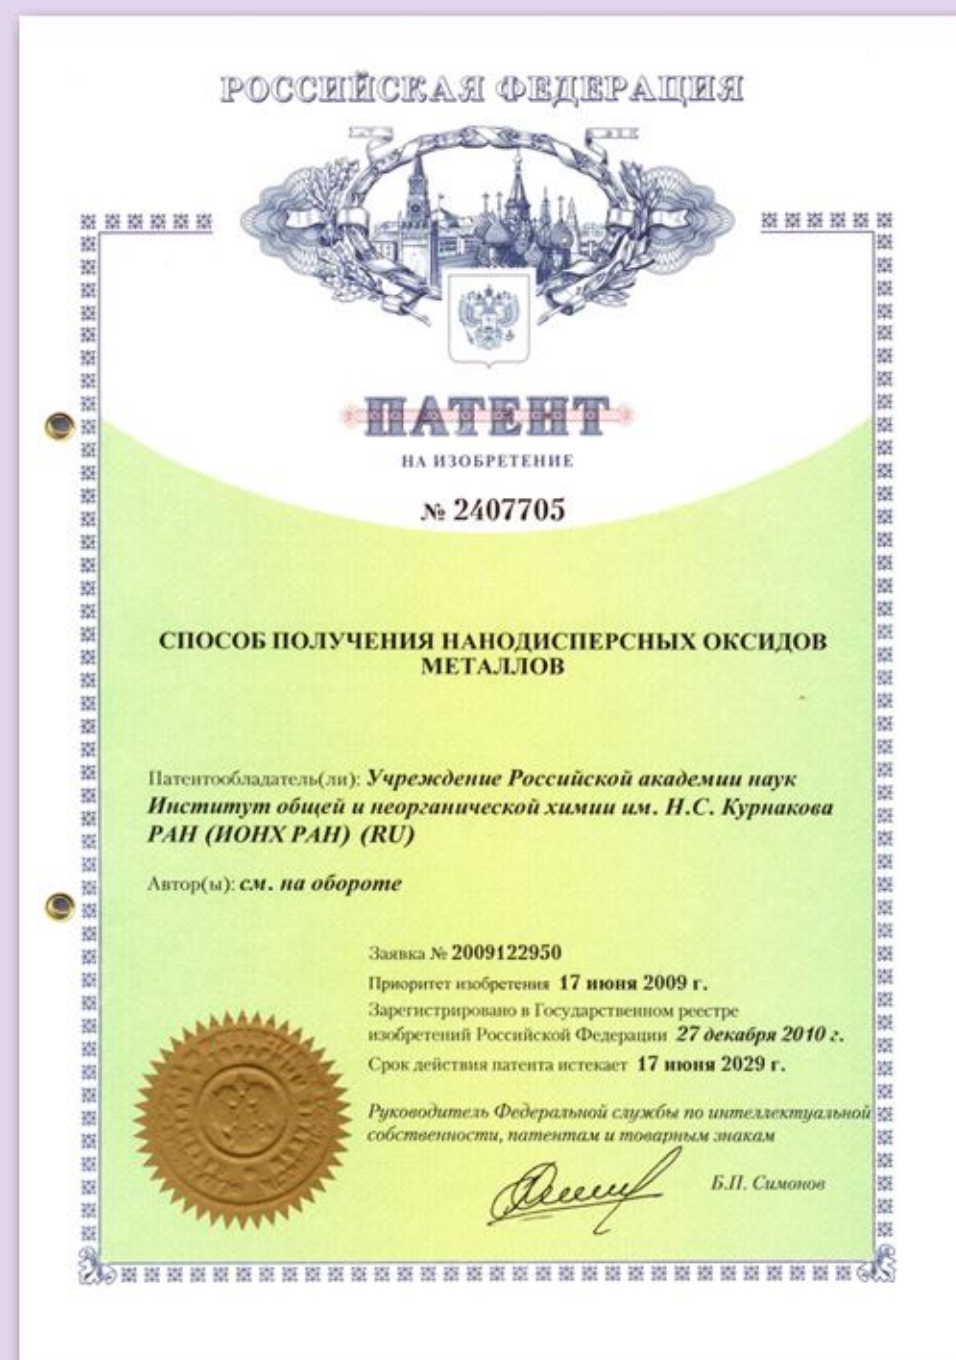 РОССИЙСКАЯ ФЕДЕРАЦИЯ
ПАТЕНТ
НА ИЗОБРЕТЕНИЕ
№ 2407705
СПОСОБ ПОЛУЧЕНИЯ НАНОДИСПЕРСНЫХ ОКСИДОВ
МЕТАЛЛОВ
Патентообладатель(ли): Учреждение Российской академии наук
Институт общей и неорганической химии им. Н.С. Курнакова
РАН (ИОНХ РАН) (RU)
Автор(ы): см. на обороте
Заявка № 2009122950
Приоритет изобретения 17 июня 2009 г.
Зарегистрировано в Государственном реестре
изобретений Российской Федерации 27 декабря 2010 г.
Срок действия патента истекает 17 июня 2029 г.
Руководитель Федеральной службы по интеллектуальной
собственности, патентам и товарным знакам
Б.П. Симонов